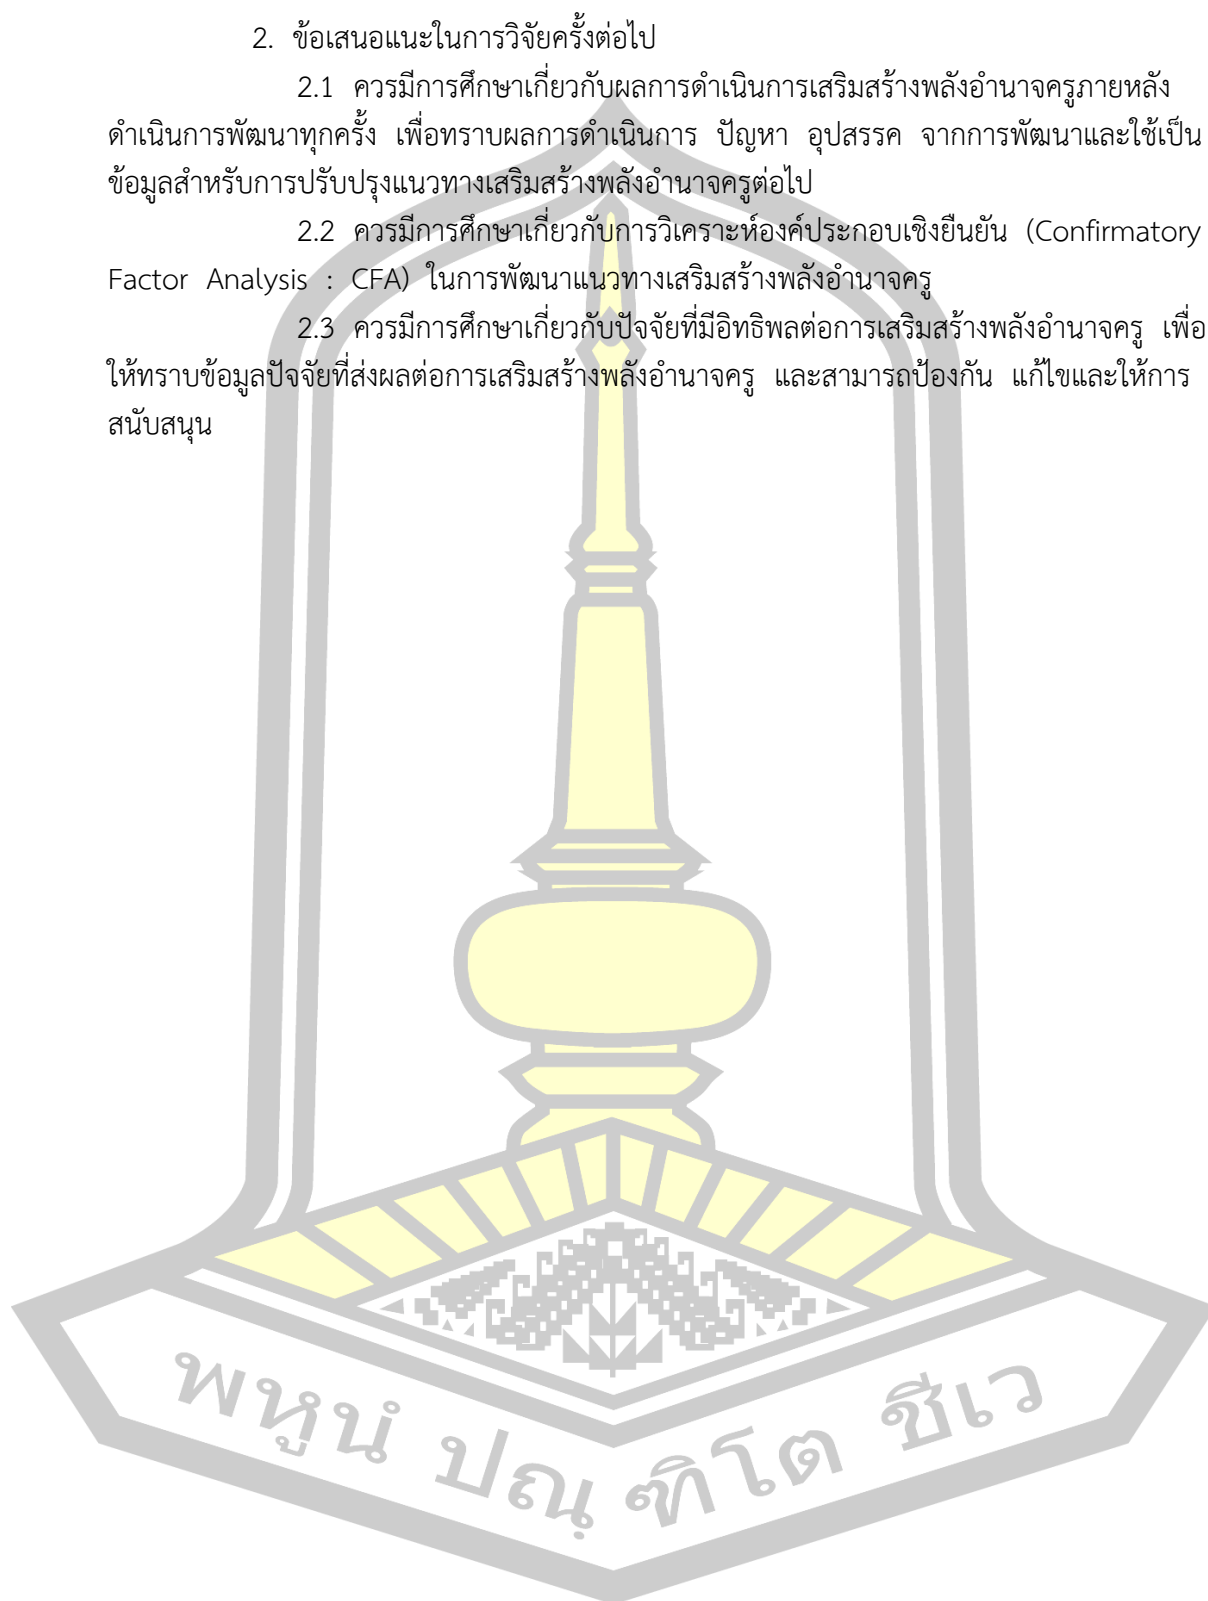 2. ข้อเสนอแนะในการวิจัยครั้งต่อไป
2.1 ควรมีการศึกษาเกี่ยวกับผลการดำเนินการเสริมสร้างพลังอำนาจครูภายหลัง
ดำเนินการพัฒนาทุกครั้ง เพื่อทราบผลการดำเนินการ ปัญหา อุปสรรค จากการพัฒนาและใช้เป็น
ข้อมูลสำหรับการปรับปรุงแนวทางเสริมสร้างพลังอำนาจครูต่อไป
2.2 ควรมีการศึกษาเกี่ยวกับการวิเคราะห์องค์ประกอบเชิงยืนยัน (Confirmatory
Factor Analysis : CFA) ในการพัฒนาแนวทางเสริมสร้างพลังอำนาจครู
2.3 ควรมีการศึกษาเกี่ยวกับปัจจัยที่มีอิทธิพลต่อการเสริมสร้างพลังอำนาจครู เพื่อ
ให้ทราบข้อมูลปัจจัยที่ส่งผลต่อการเสริมสร้างพลังอำนาจครู และสามารถป้องกัน แก้ไขและให้การ
สนับสนุน
พหูนํ ปณฺฑิโต ชีเว